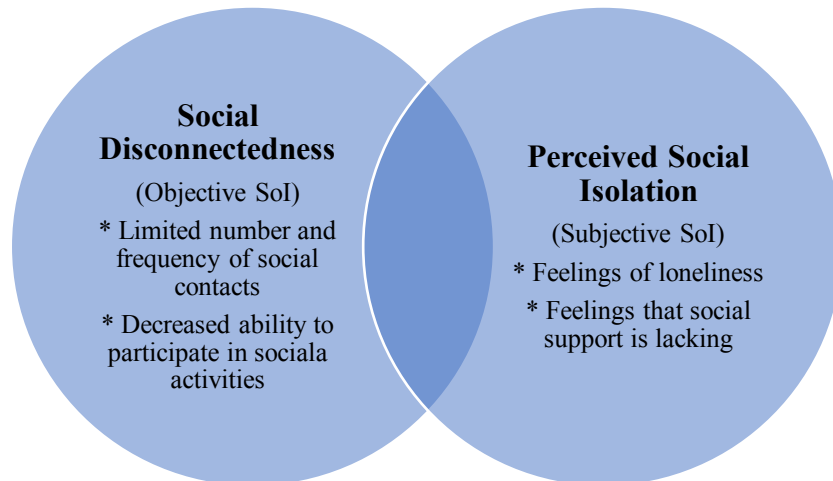 Social
Disconnectedness
(Objective SoI)
* Limited number and
frequency of social
contacts
* Decreased ability to
participate in sociala
activities
Perceived Social
Isolation
(Subjective SoI)
* Feelings of loneliness
* Feelings that social
support is lacking